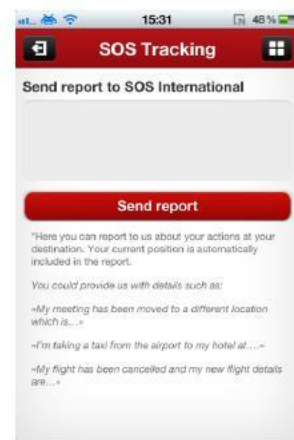 15:31 48%
SOS Tracking
Send report to SOS International
Send report
*Here you can report to us about your actions at your
destination. Your current position is automatically
included in the report.
You could provide us with details such as:
«My meeting has been moved to a different location
which is...»
«I'm taking a taxi from the airport to my hotel at....»
«My flight has been cancelled and my new flight details
are...»